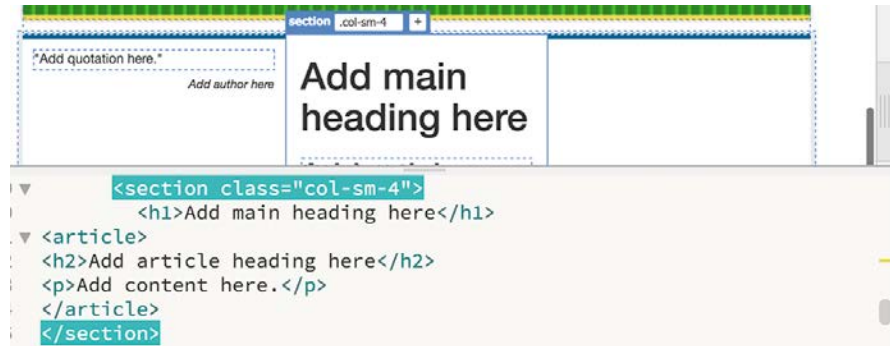 section .col-sm-4 +
"Add quotation here."
Add author here
Add main
heading here
<section class="col-sm-4">
<h1>Add main heading here</h1>
<article>
<h2>Add article heading here</h2>
<p>Add content here.</p>
</article>
</section>